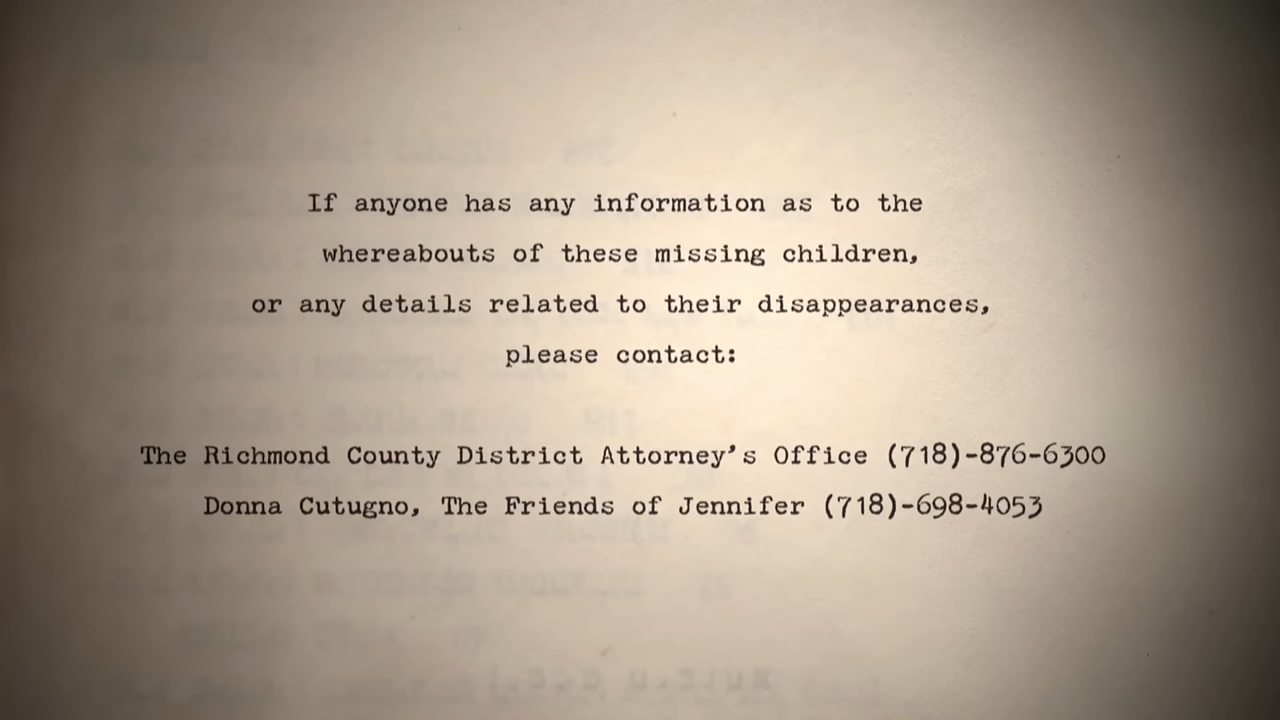 If anyone has any information as to the
whereabouts of these missing children,
or any details related to their disappearances,
please contact:
The Richmond County District Attorney's Office (718)-876-6300
Donna Cutugno, The Friends of Jennifer (718)-698-4053